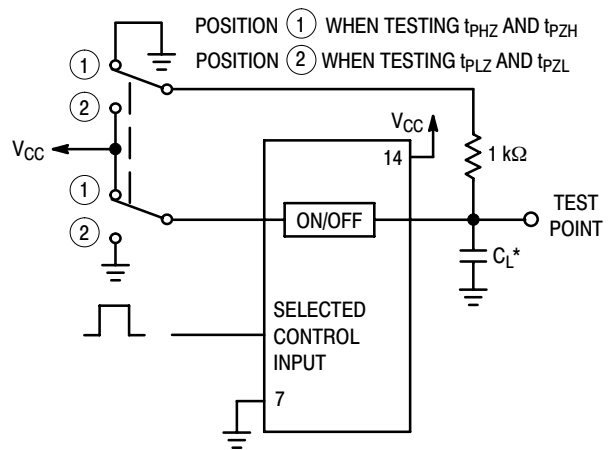 POSITION 1 WHEN TESTING tPHZ AND tPZH
POSITION 2 WHEN TESTING tPLZ AND tPZL
1
2
VCC
1
2
VCC
14
1 kΩ
ON/OFF
TEST
POINT
CL*
SELECTED
CONTROL
INPUT
7